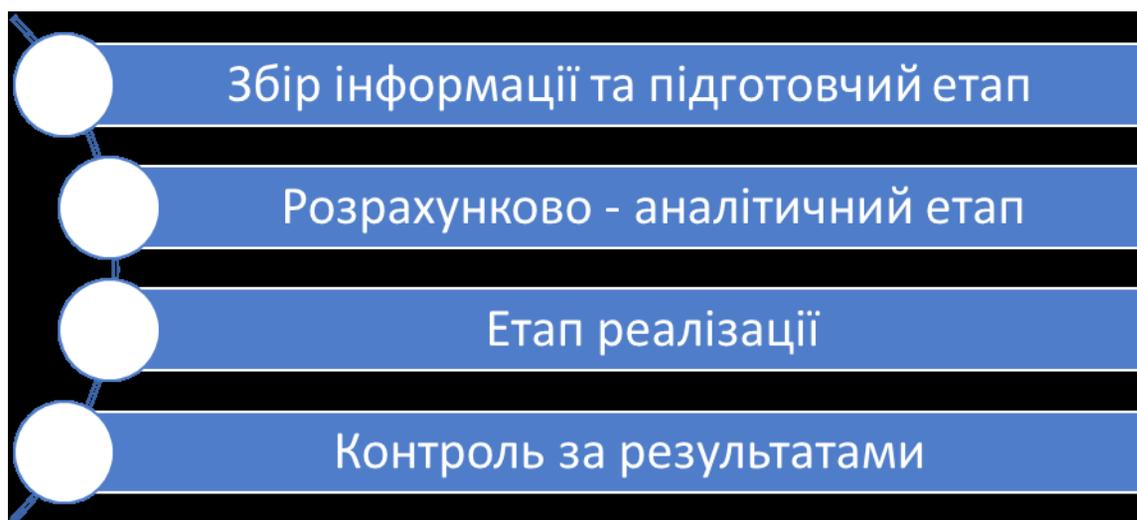 Збір інформації та підготовчий етап
Розрахунково - аналітичний етап
Етап реалізації
Контроль за результатами